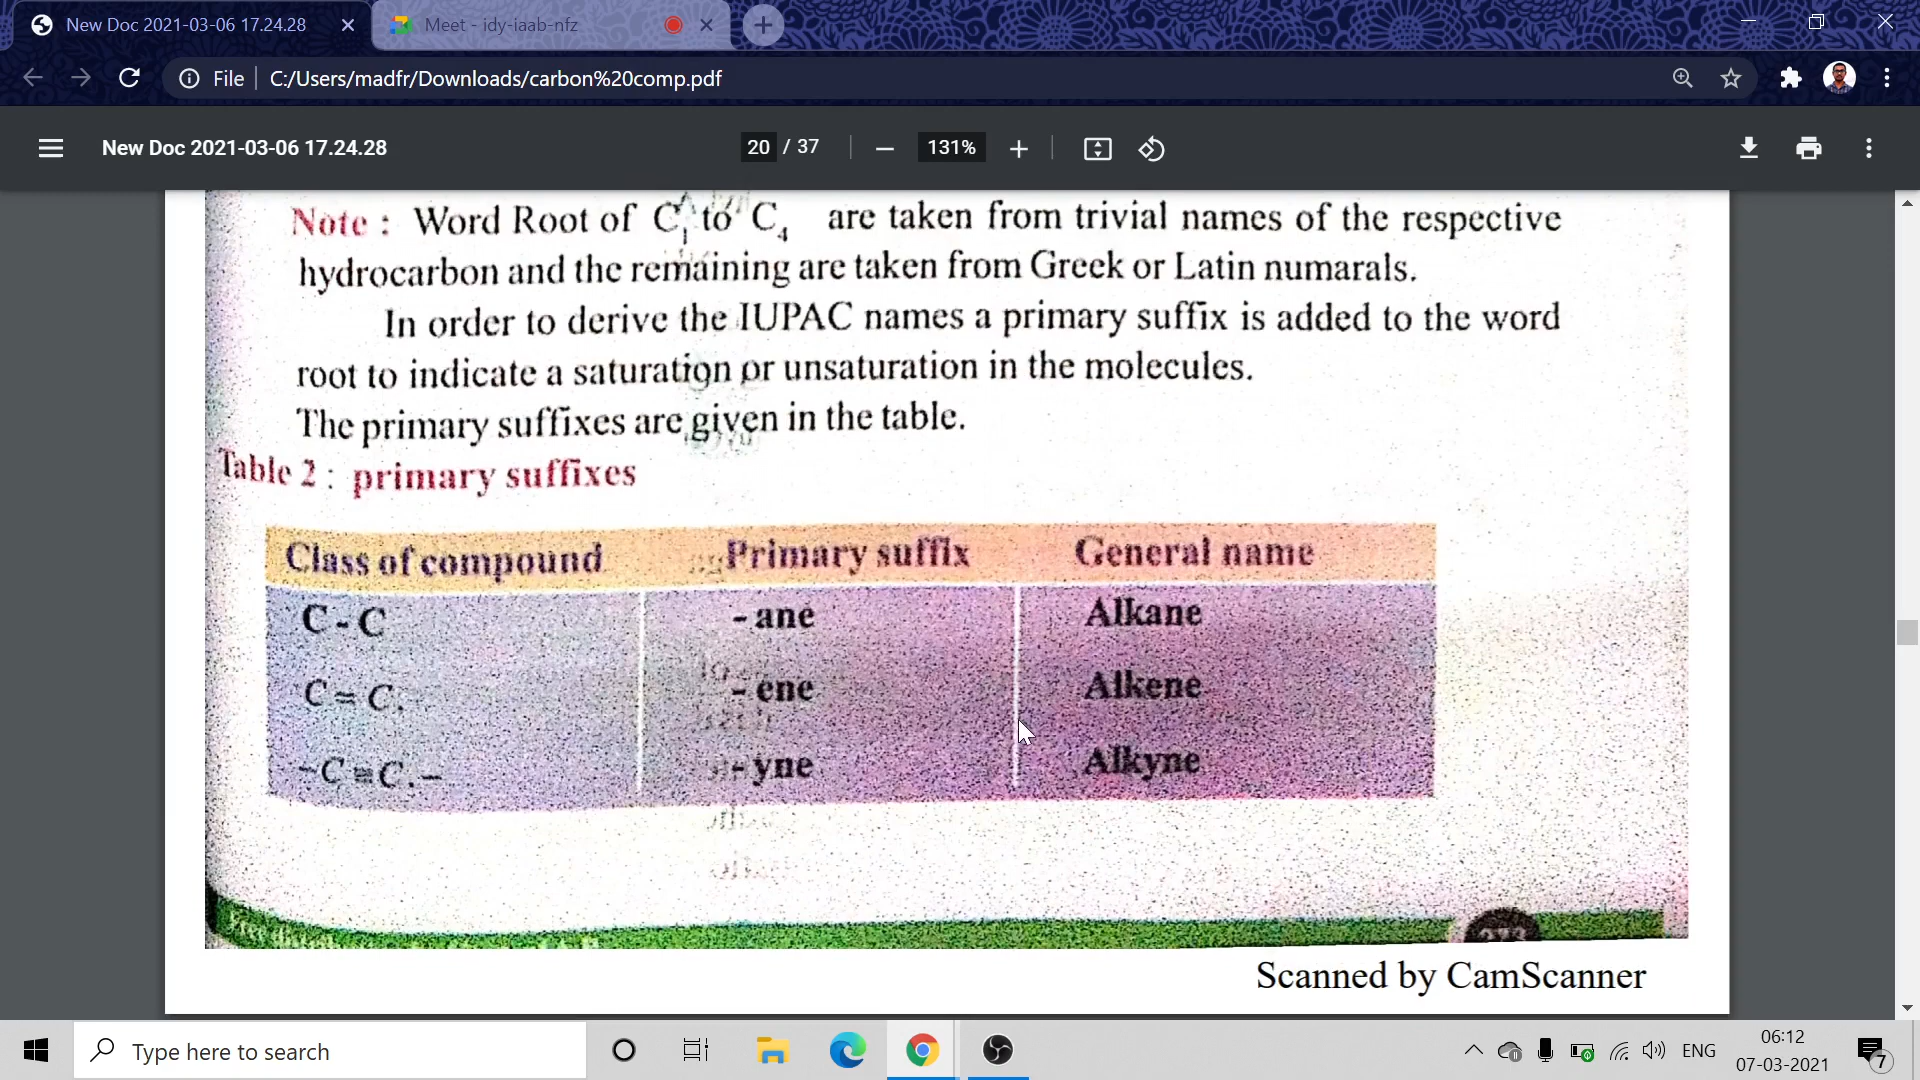 New Doc 2021-03-06 17.24.28
Meet - idy-iaab-nfz
File
C:/Users/madfr/Downloads/carbon%20comp.pdf
New Doc 2021-03-06 17.24.28
20 / 37
131%
Note : Word Root of C₁ to C₄ are taken from trivial names of the respective
hydrocarbon and the remaining are taken from Greek or Latin numarals.
In order to derive the IUPAC names a primary suffix is added to the word
root to indicate a saturation or unsaturation in the molecules.
The primary suffixes are given in the table.
Table 2 : primary suffixes
Class of compound Primary suffix General name
C - C - ane Alkane
C = C - ene Alkene
-C≡C- - yne Alkyne
Scanned by CamScanner
Type here to search
ENG
06:12
07-03-2021
7